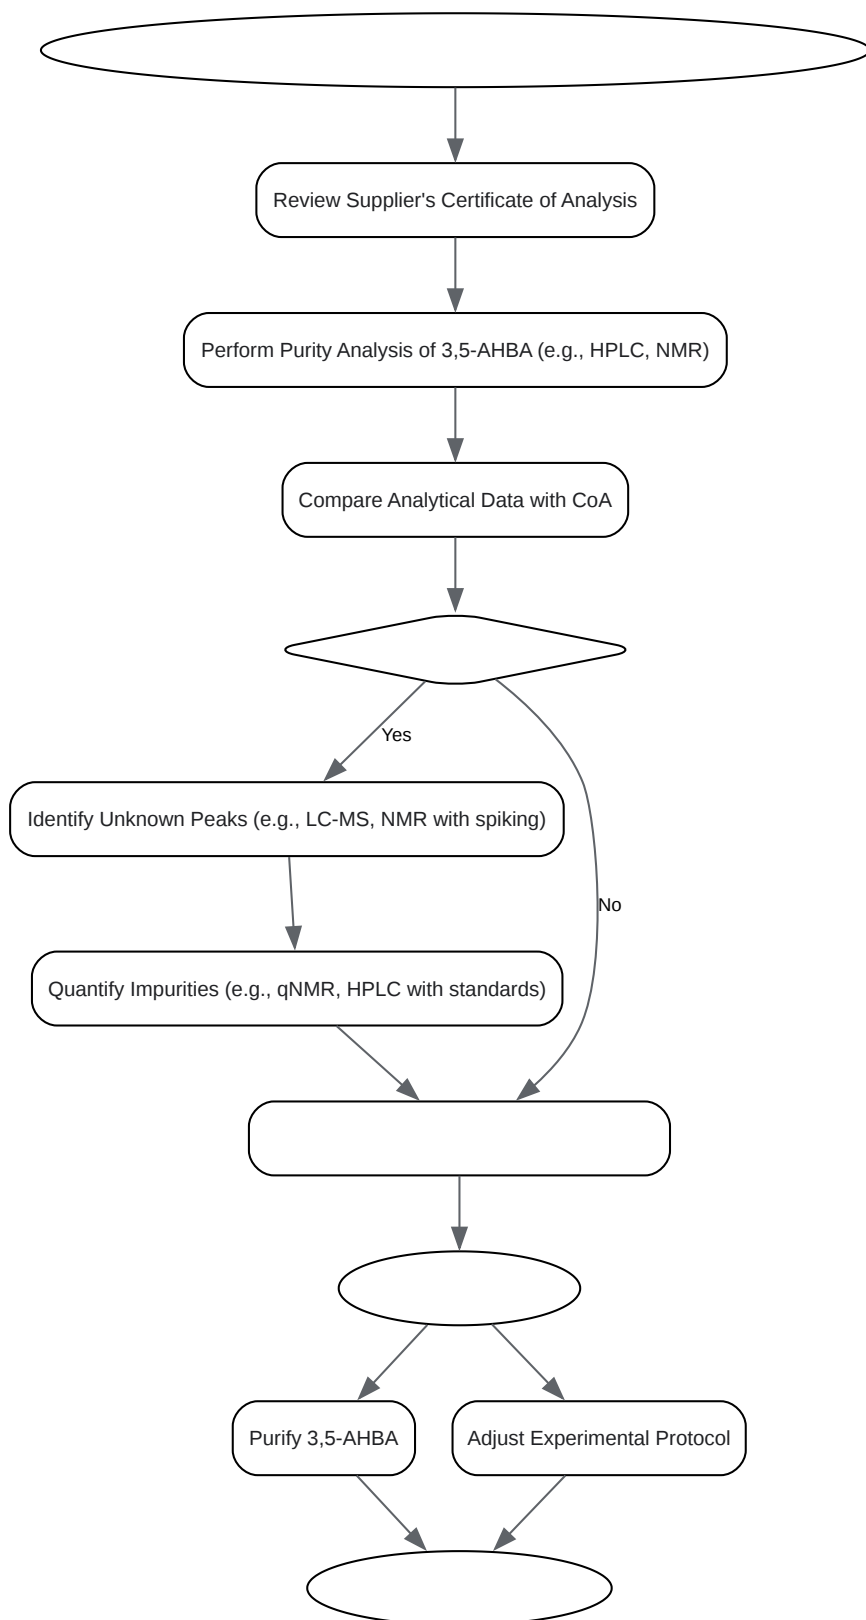 Review Supplier's Certificate of Analysis
Perform Purity Analysis of 3,5-AHBA (e.g., HPLC, NMR)
Compare Analytical Data with CoA
Yes
Identify Unknown Peaks (e.g., LC-MS, NMR with spiking)
No
Quantify Impurities (e.g., qNMR, HPLC with standards)
Purify 3,5-AHBA
Adjust Experimental Protocol